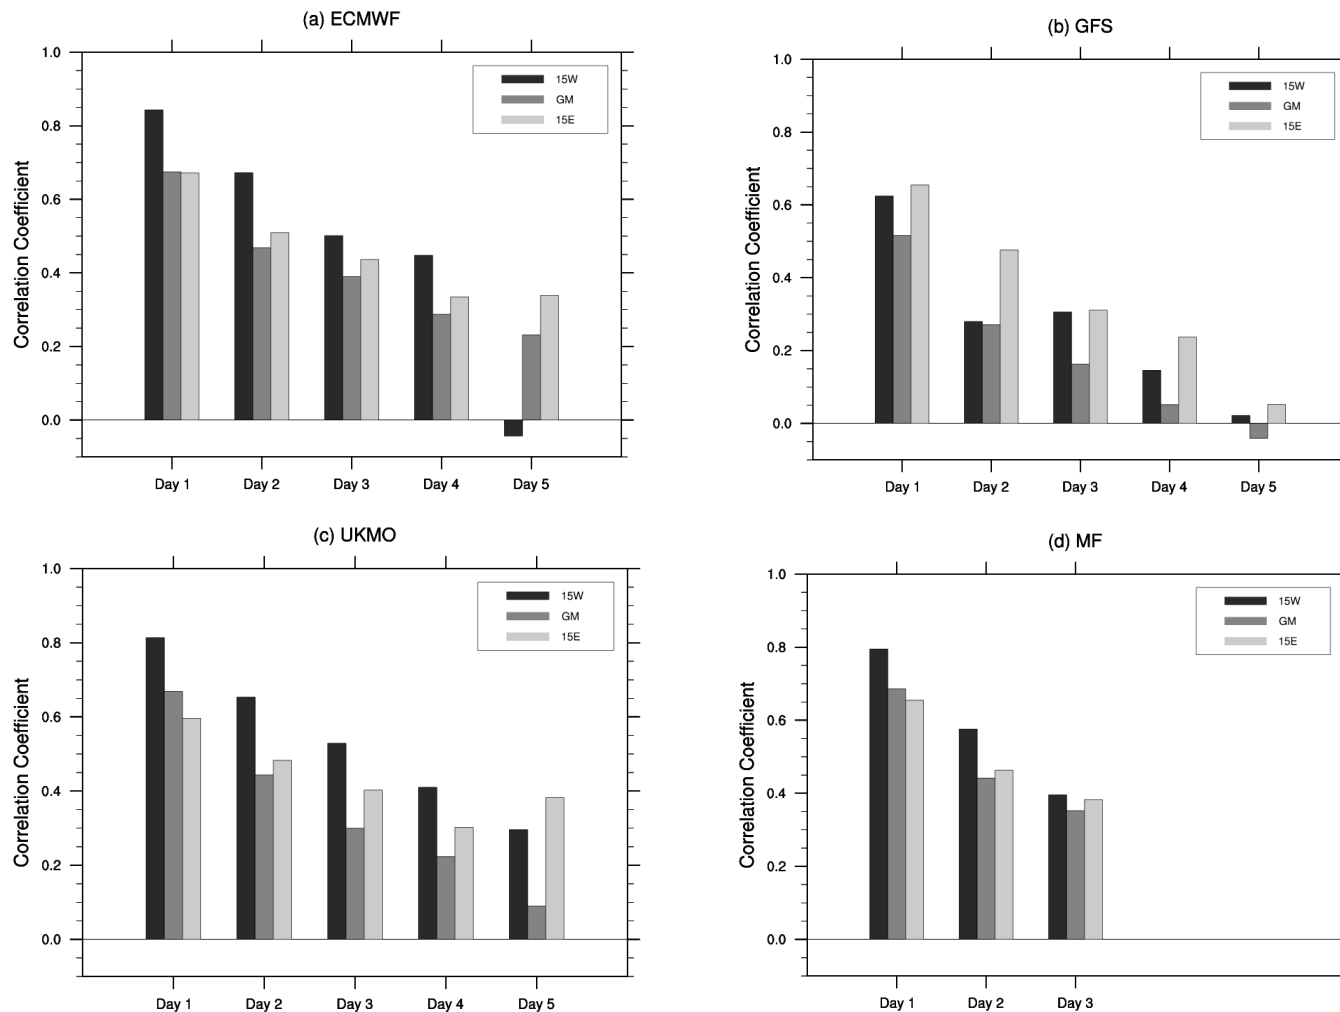 (a) ECMWF
Correlation Coefficient
1.0
0.8
0.6
0.4
0.2
0.0
15W
GM
15E
Day 1 Day 2 Day 3 Day 4 Day 5
(b) GFS
Correlation Coefficient
1.0
0.8
0.6
0.4
0.2
0.0
15W
GM
15E
Day 1 Day 2 Day 3 Day 4 Day 5
(c) UKMO
Correlation Coefficient
1.0
0.8
0.6
0.4
0.2
0.0
15W
GM
15E
Day 1 Day 2 Day 3 Day 4 Day 5
(d) MF
Correlation Coefficient
1.0
0.8
0.6
0.4
0.2
0.0
15W
GM
15E
Day 1 Day 2 Day 3